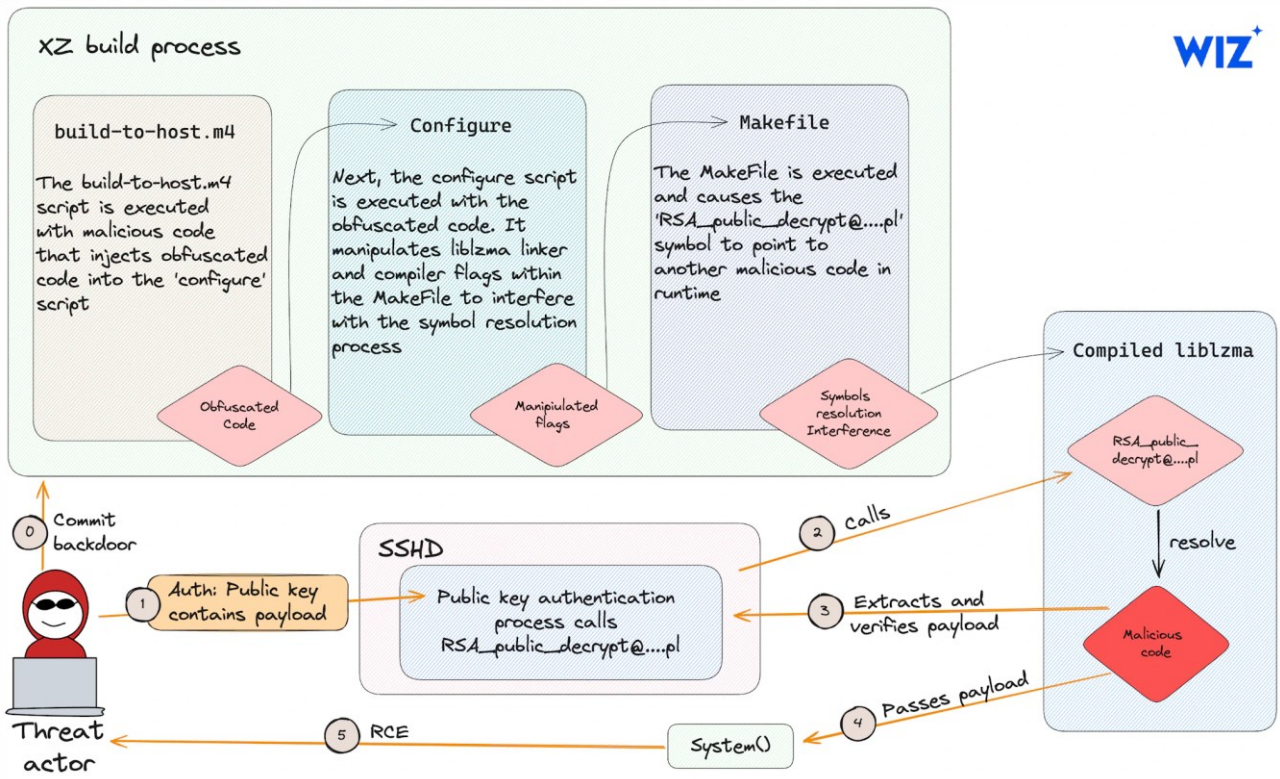 XZ build process
WIZ
build-to-host.m4
The build-to-host.m4
script is executed
with malicious code
that injects obfuscated
code into the 'configure'
script
Obfuscated
Code
Configure
Next, the configure script
is executed with the
obfuscated code. It
manipulates liblzma linker
and compiler flags within
the MakeFile to interfere
with the symbol resolution
process
Manipiulated
flags
Makefile
The MakeFile is executed
and causes the
'RSA_public_decrypt@....pl'
symbol to point to
another malicious code in
runtime
Symbols
resolution
Interference
Compiled liblzma
RSA_public_
decrypt@....pl
resolve
Malicious
code
0
Commit
backdoor
Threat
actor
1
Auth: Public key
contains payload
SSHD
Public key authentication
process calls
RSA_public_decrypt@....pl
2
calls
3
Extracts and
verifies payload
4
Passes payload
System()
5
RCE